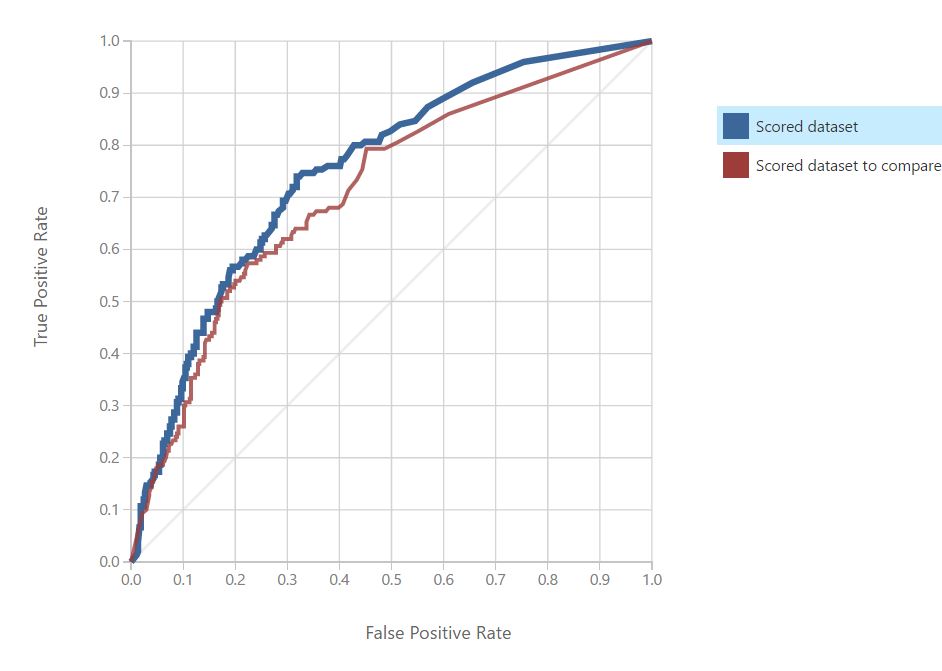 1.0
0.9
0.8
0.7
0.6
0.5
0.4
0.3
0.2
0.1
0.0
True Positive Rate
0.0 0.1 0.2 0.3 0.4 0.5 0.6 0.7 0.8 0.9 1.0
False Positive Rate
Scored dataset
Scored dataset to compare